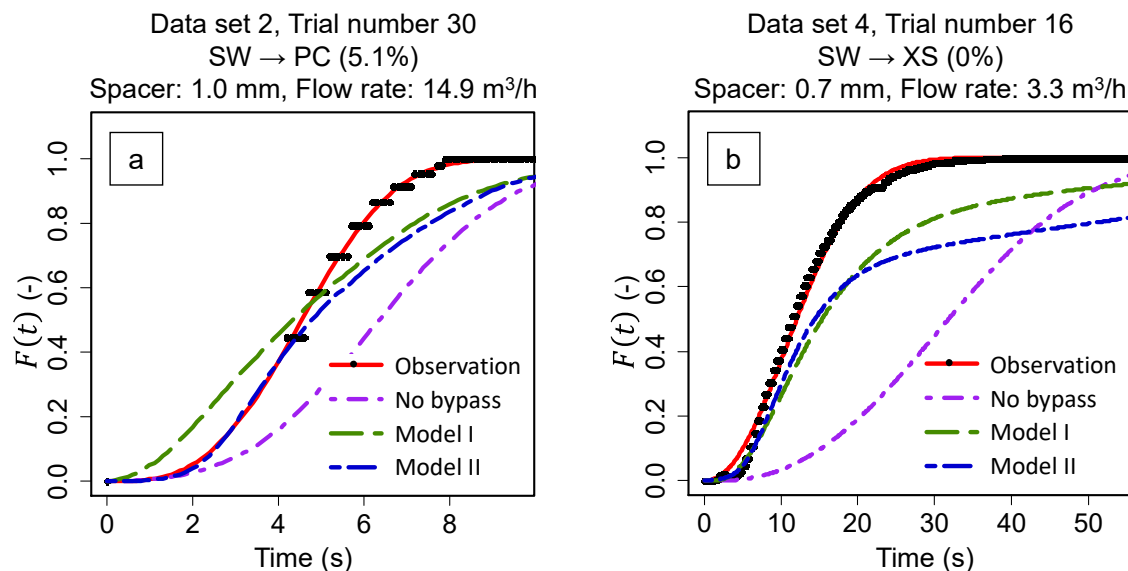 Data set 2, Trial number 30
SW → PC (5.1%)
Spacer: 1.0 mm, Flow rate: 14.9 m³/h
a
1.0
0.8
0.6
0.4
0.2
0.0
F(t) (-)
Observation
No bypass
Model I
Model II
0 2 4 6 8
Time (s)
Data set 4, Trial number 16
SW → XS (0%)
Spacer: 0.7 mm, Flow rate: 3.3 m³/h
b
1.0
0.8
0.6
0.4
0.2
0.0
F(t) (-)
Observation
No bypass
Model I
Model II
0 10 20 30 40 50
Time (s)